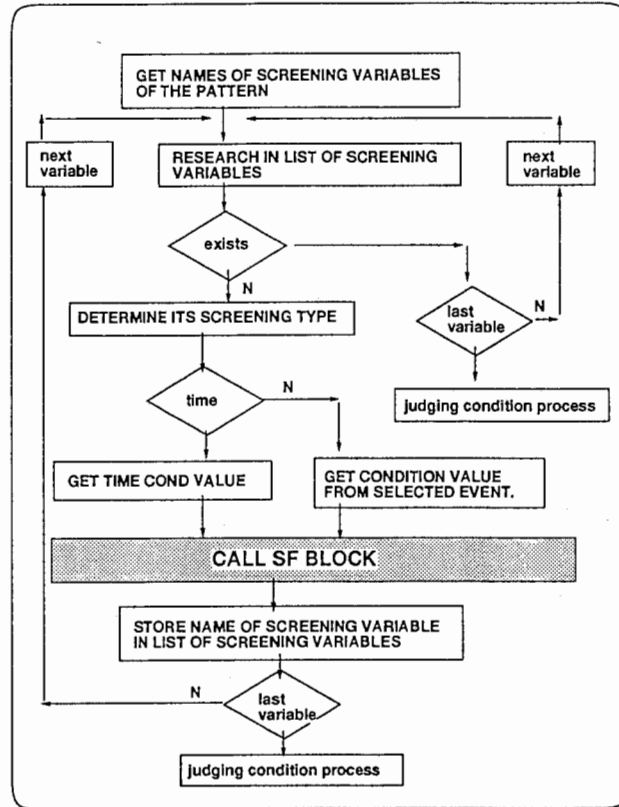 GET NAMES OF SCREENING VARIABLES
OF THE PATTERN
next
variable
RESEARCH IN LIST OF SCREENING
VARIABLES
next
variable
exists
N
DETERMINE ITS SCREENING TYPE
last
variable
N
time
N
judging condition process
GET TIME COND VALUE
GET CONDITION VALUE
FROM SELECTED EVENT.
CALL SF BLOCK
STORE NAME OF SCREENING VARIABLE
IN LIST OF SCREENING VARIABLES
N
last
variable
judging condition process